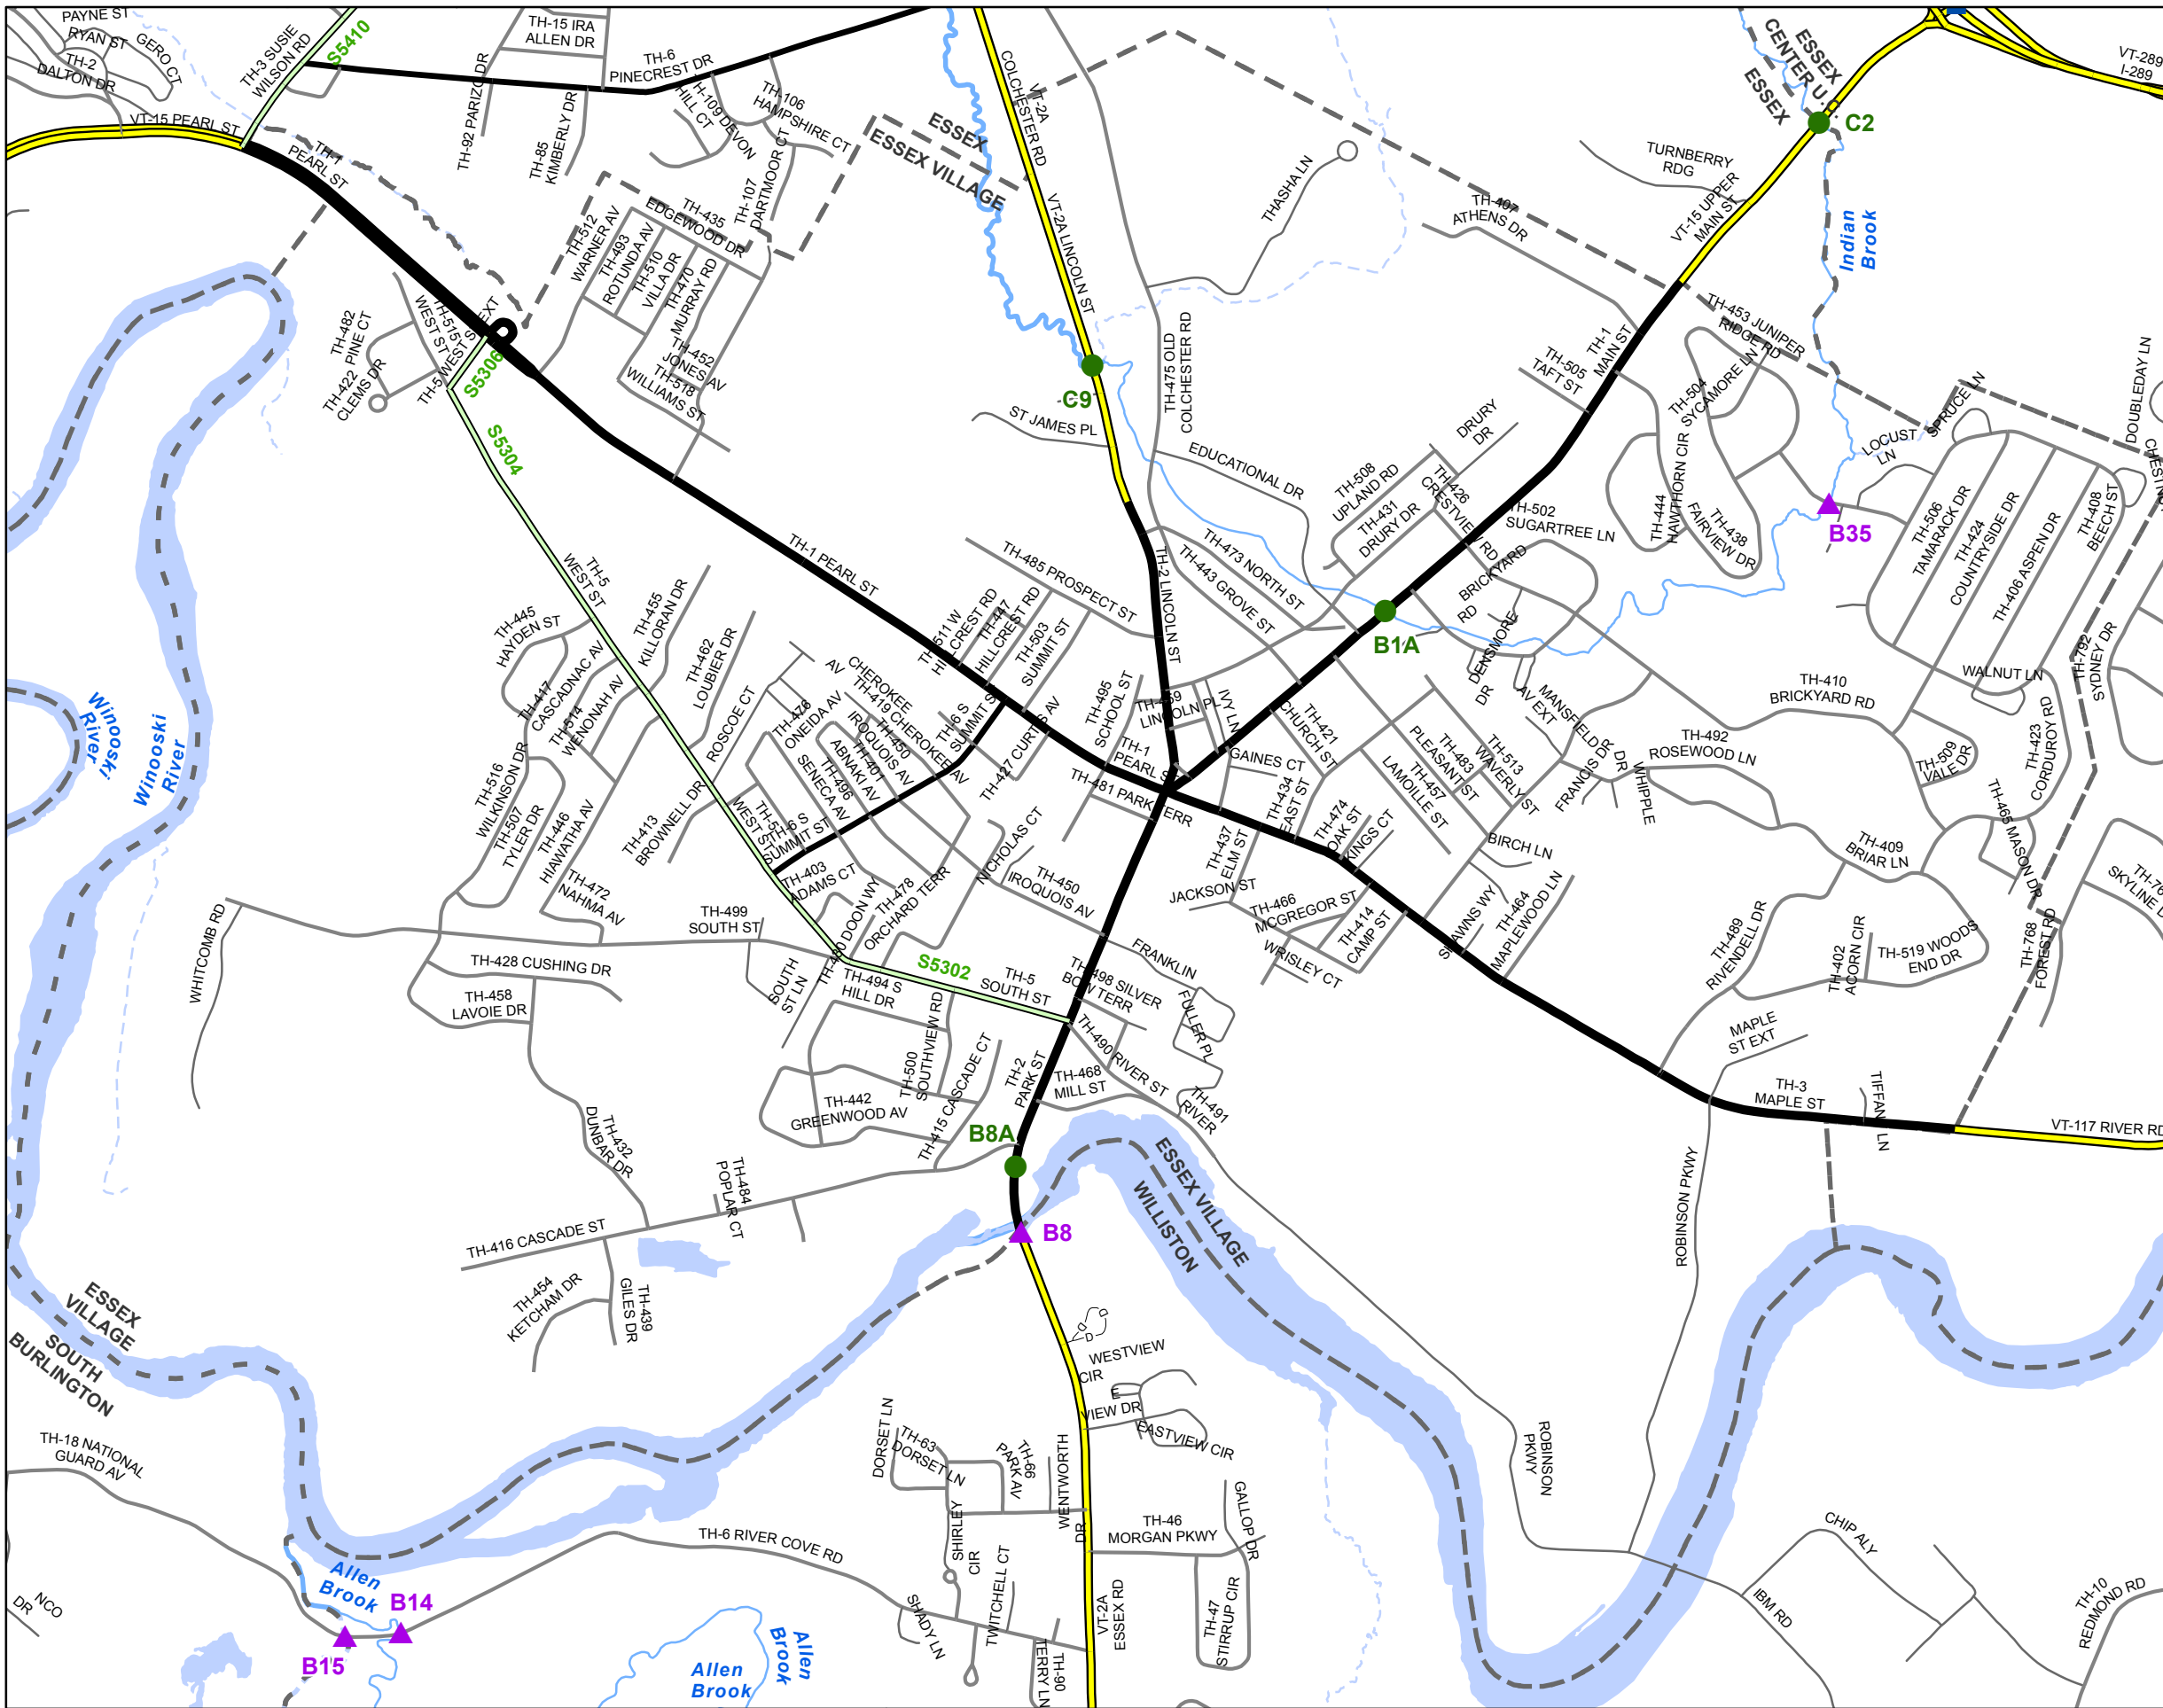 PAYNE ST
RYAN ST
GERO CT
TH-2
DALTON DR
TH-3 SUSIE
WILSON RD
S5410
TH-15 IRA
ALLEN DR
TH-6
PINECREST DR
TH-92 PARIZO DR
TH-85
KIMBERLY DR
TH-109 DEVON
HILL CT
TH-106
HAMPSHIRE CT
TH-107
DARTMOOR CT
VT-15 PEARL ST
TH-1
PEARL ST
ESSEX
ESSEX VILLAGE
VT-2A
COLCHESTER RD
VT-2A LINCOLN ST
THASHA LN
ESSEX
CENTER U.C.
ESSEX
C2
VT-289
I-289
TURNBERRY
RDG
VT-15 UPPER
MAIN ST
Indian
Brook
TH-407
ATHENS DR
TH-512
WARNER AV
TH-493
ROTUNDA AV
TH-510
VILLA DR
TH-470
MURRAY RD
TH-435
EDGEWOOD DR
TH-452
JONES AV
TH-518
WILLIAMS ST
TH-482
PINE CT
TH-422
CLEMS DR
TH-515
WEST ST
TH-5 WEST ST EXT
S5306
S5304
C9
ST JAMES PL
TH-475 OLD
COLCHESTER RD
EDUCATIONAL DR
TH-1
MAIN ST
TH-505
TAFT ST
TH-453 JUNIPER
RIDGE RD
TH-504
SYCAMORE LN
DRURY
DR
TH-508
UPLAND RD
TH-431
DRURY DR
TH-426
CRESTVIEW RD
TH-502
SUGARTREE LN
TH-444
HAWTHORN CIR
TH-438
FAIRVIEW DR
LOCUST
LN
SPRUCE LN
DOUBLEDAY LN
B35
TH-506
TAMARACK DR
TH-424
COUNTRYSIDE DR
TH-406 ASPEN DR
TH-408
BEECH ST
TH-792
SYDNEY DR
WALNUT LN
TH-1 PEARL ST
TH-5
WEST ST
TH-485 PROSPECT ST
TH-2 LINCOLN ST
TH-473 NORTH ST
TH-443 GROVE ST
B1A
BRICKYARD
RD
DENSMORE
DR
TH-410
BRICKYARD RD
TH-445
HAYDEN ST
TH-417
CASCADNAC AV
TH-514
WENONAH AV
TH-455
KILLORAN DR
TH-462
LOUBIER DR
ROSCOE CT
TH-511 W
HILLCREST RD
TH-447
HILLCREST RD
TH-503
SUMMIT ST
TH-495
SCHOOL ST
LINCOLN PL
IVY LN
GAINES CT
TH-421
CHURCH ST
CHEROKEE
AV
TH-419 CHEROKEE AV
TH-476
ONEIDA AV
TH-450
IROQUOIS AV
TH-401
ABNAKI AV
TH-496
SENECA AV
TH-6 S
SUMMIT ST
TH-427 CURTIS AV
TH-1
PEARL ST
TH-481 PARK TERR
MANSFIELD
AV EXT
FRANCIS DR
WHIPPLE
DR
TH-513
WAVERLY ST
TH-483
PLEASANT ST
TH-457
LAMOILLE ST
TH-492
ROSEWOOD LN
TH-509
VALE DR
TH-423
CORDUROY RD
TH-465 MASON DR
TH-409
BRIAR LN
Winooski
River
Winooski
River
TH-516
WILKINSON DR
TH-507
TYLER DR
TH-446
HIAWATHA AV
TH-413
BROWNELL DR
WEST ST
TH-6 S
SUMMIT ST
TH-403
ADAMS CT
TH-472
NAHMA AV
TH-478
ORCHARD TERR
NICHOLAS CT
TH-450
IROQUOIS AV
TH-437
ELM ST
TH-434
EAST ST
TH-474
OAK ST
KINGS CT
JACKSON ST
TH-466
MCGREGOR ST
TH-414
CAMP ST
WRISLEY CT
BIRCH LN
SHAWNS WY
TH-464
MAPLEWOOD LN
TH-489
RIVENDELL DR
TH-402
ACORN CIR
TH-519 WOODS
END DR
TH-768
FOREST RD
WHITCOMB RD
TH-499
SOUTH ST
TH-428 CUSHING DR
TH-458
LAVOIE DR
SOUTH
ST LN
TH-494 S
HILL DR
S5302
TH-5
SOUTH ST
TH-498 SILVER
BOW TERR
FRANKLIN
FULLER PL
TH-500
SOUTHVIEW RD
TH-442
GREENWOOD AV
TH-415 CASCADE CT
TH-2
PARK ST
TH-468
MILL ST
TH-490 RIVER ST
TH-491
RIVER
MAPLE
ST EXT
TH-3
MAPLE ST
TIFFANI LN
VT-117 RIVER RD
TH-432
DUNBAR DR
TH-484
POPLAR CT
B8A
B8
TH-416 CASCADE ST
TH-454
KETCHAM DR
TH-439
GILES DR
ESSEX VILLAGE
WILLISTON
ROBINSON PKWY
ESSEX
VILLAGE
SOUTH
BURLINGTON
WESTVIEW
CIR
E
VIEW DR
EASTVIEW CIR
TH-18 NATIONAL
GUARD AV
DORSET LN
TH-63
DORSET LN
TH-66
PARK AV
WENTWORTH
DR
SHIRLEY
CIR
TH-46
MORGAN PKWY
GALLOP DR
ROBINSON
PKWY
CHIP ALY
IBM RD
TH-10
REDMOND RD
TH-6 RIVER COVE RD
Allen
Brook
B14
B15
NCO
DR
SHADY LN
TWITCHELL CT
TERRY LN
TH-90
VT-2A
ESSEX RD
TH-47
STIRRUP CIR
Allen
Brook
Allen
Brook